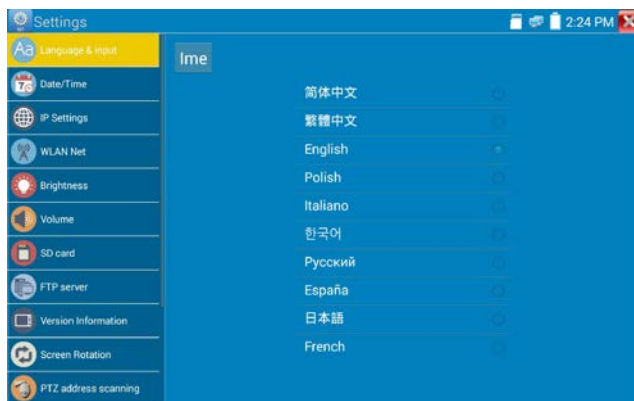 Settings
2:24 PM
Language & input
Date/Time
IP Settings
WLAN Net
Brightness
Volume
SD card
FTP server
Version Information
Screen Rotation
PTZ address scanning
Ime
简体中文
繁體中文
English
Polish
Italiano
한국어
Русский
España
日本語
French